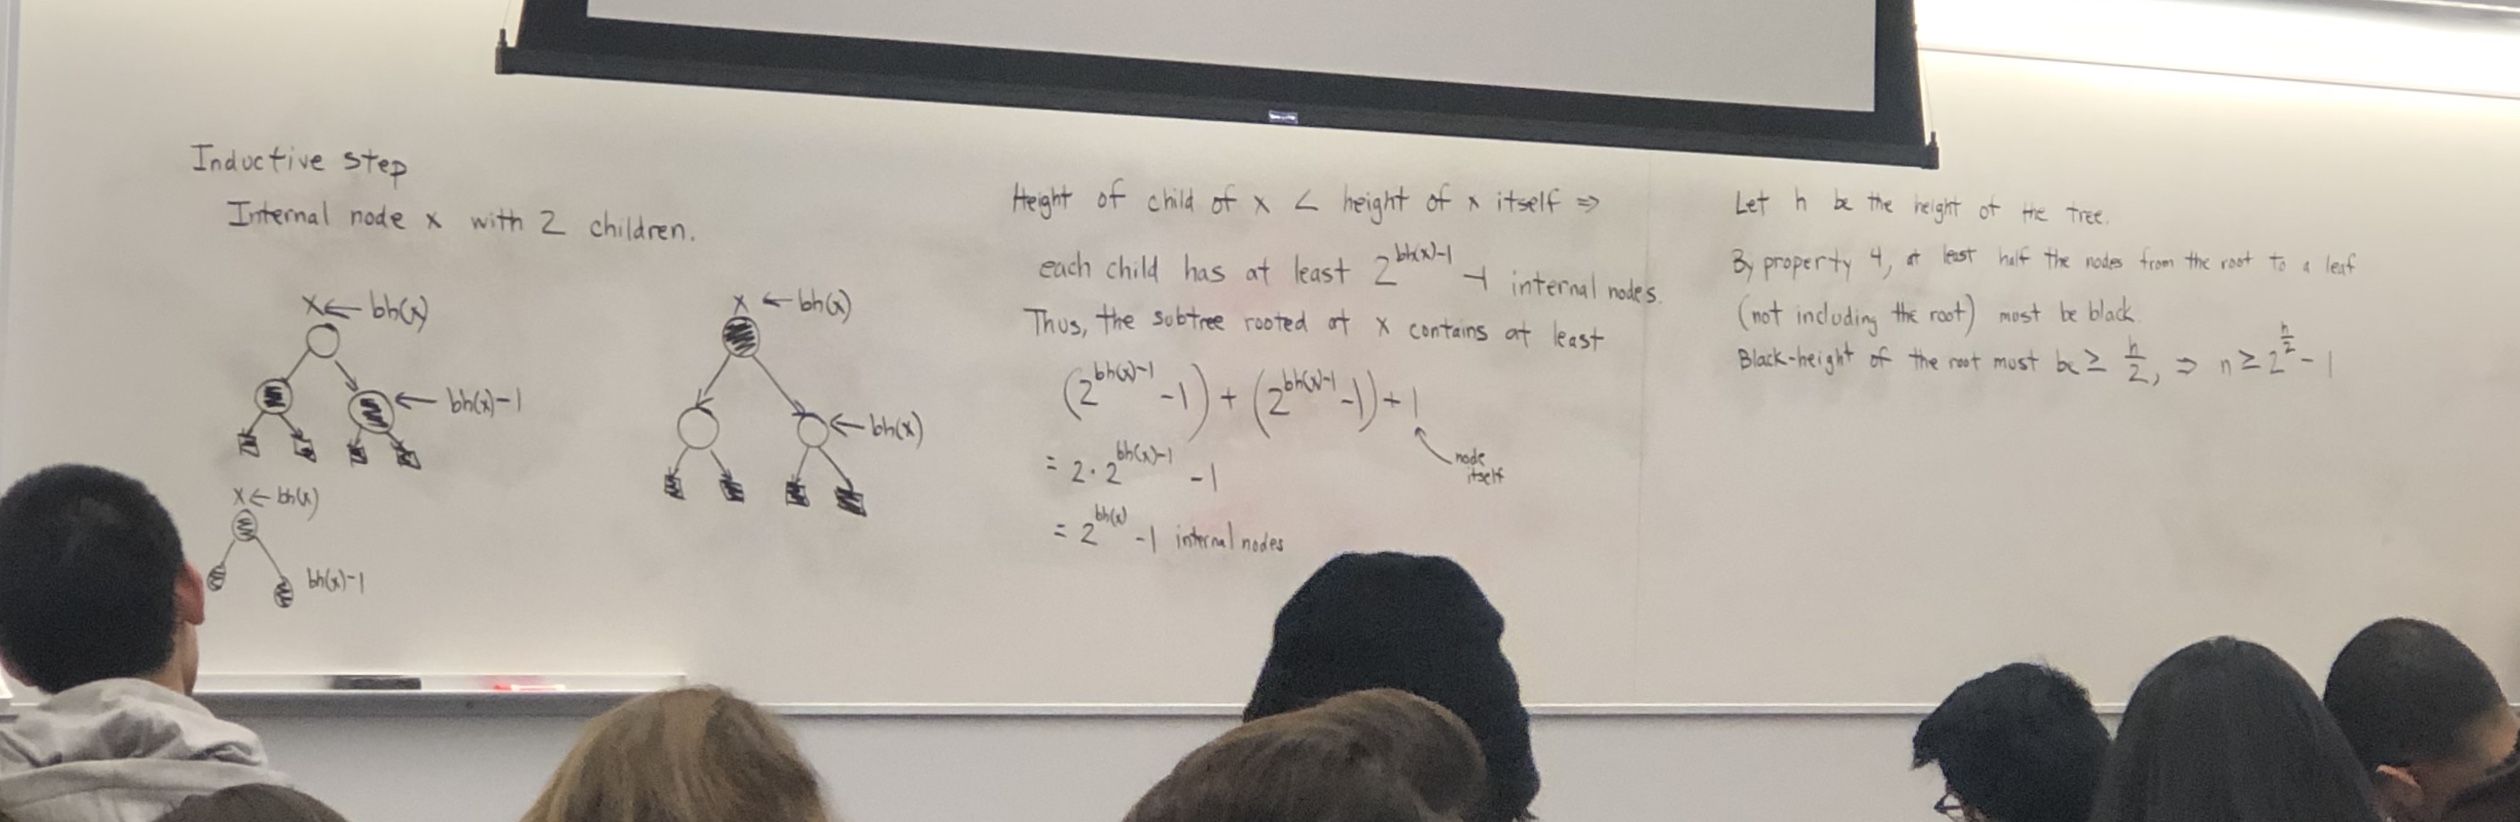 Inductive step
Internal node x with 2 children.
x ← bh(x)
← bh(x)-1
x ← bh(x)
bh(x)-1
x ← bh(x)
← bh(x)
Height of child of x < height of x itself ⇒
each child has at least 2^{bh(x)-1} -1 internal nodes.
Thus, the subtree rooted at x contains at least
(2^{bh(x)-1} -1) + (2^{bh(x)-1} -1) + 1
node
itself
= 2 · 2^{bh(x)-1} - 1
= 2^{bh(x)} - 1 internal nodes
Let h be the height of the tree.
By property 4, at least half the nodes from the root to a leaf
(not including the root) must be black.
Black-height of the root must be ≥ h/2, ⇒ n ≥ 2^{h/2} - 1